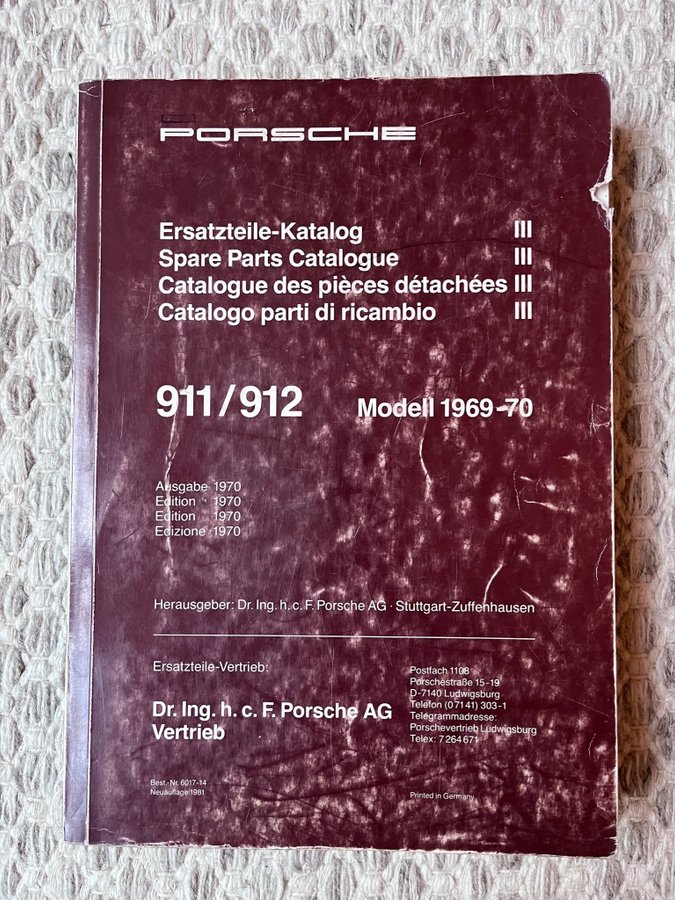 PORSCHE
Ersatzteile-Katalog III
Spare Parts Catalogue III
Catalogue des pièces détachées III
Catalogo parti di ricambio III
911/912 Modell 1969-70
Ausgabe 1970
Edition 1970
Edition 1970
Edizione 1970
Herausgeber: Dr. Ing. h. c. F. Porsche AG · Stuttgart-Zuffenhausen
Ersatzteile-Vertrieb:
Dr. Ing. h. c. F. Porsche AG
Vertrieb
Postfach 1108
Porschestraße 15-19
D-7140 Ludwigsburg
Telefon (0 71 41) 303-1
Telegrammadresse:
Porschevertrieb Ludwigsburg
Telex: 7 264 671
Best.-Nr. 6017-14
Neuauflage 1981
Printed in Germany